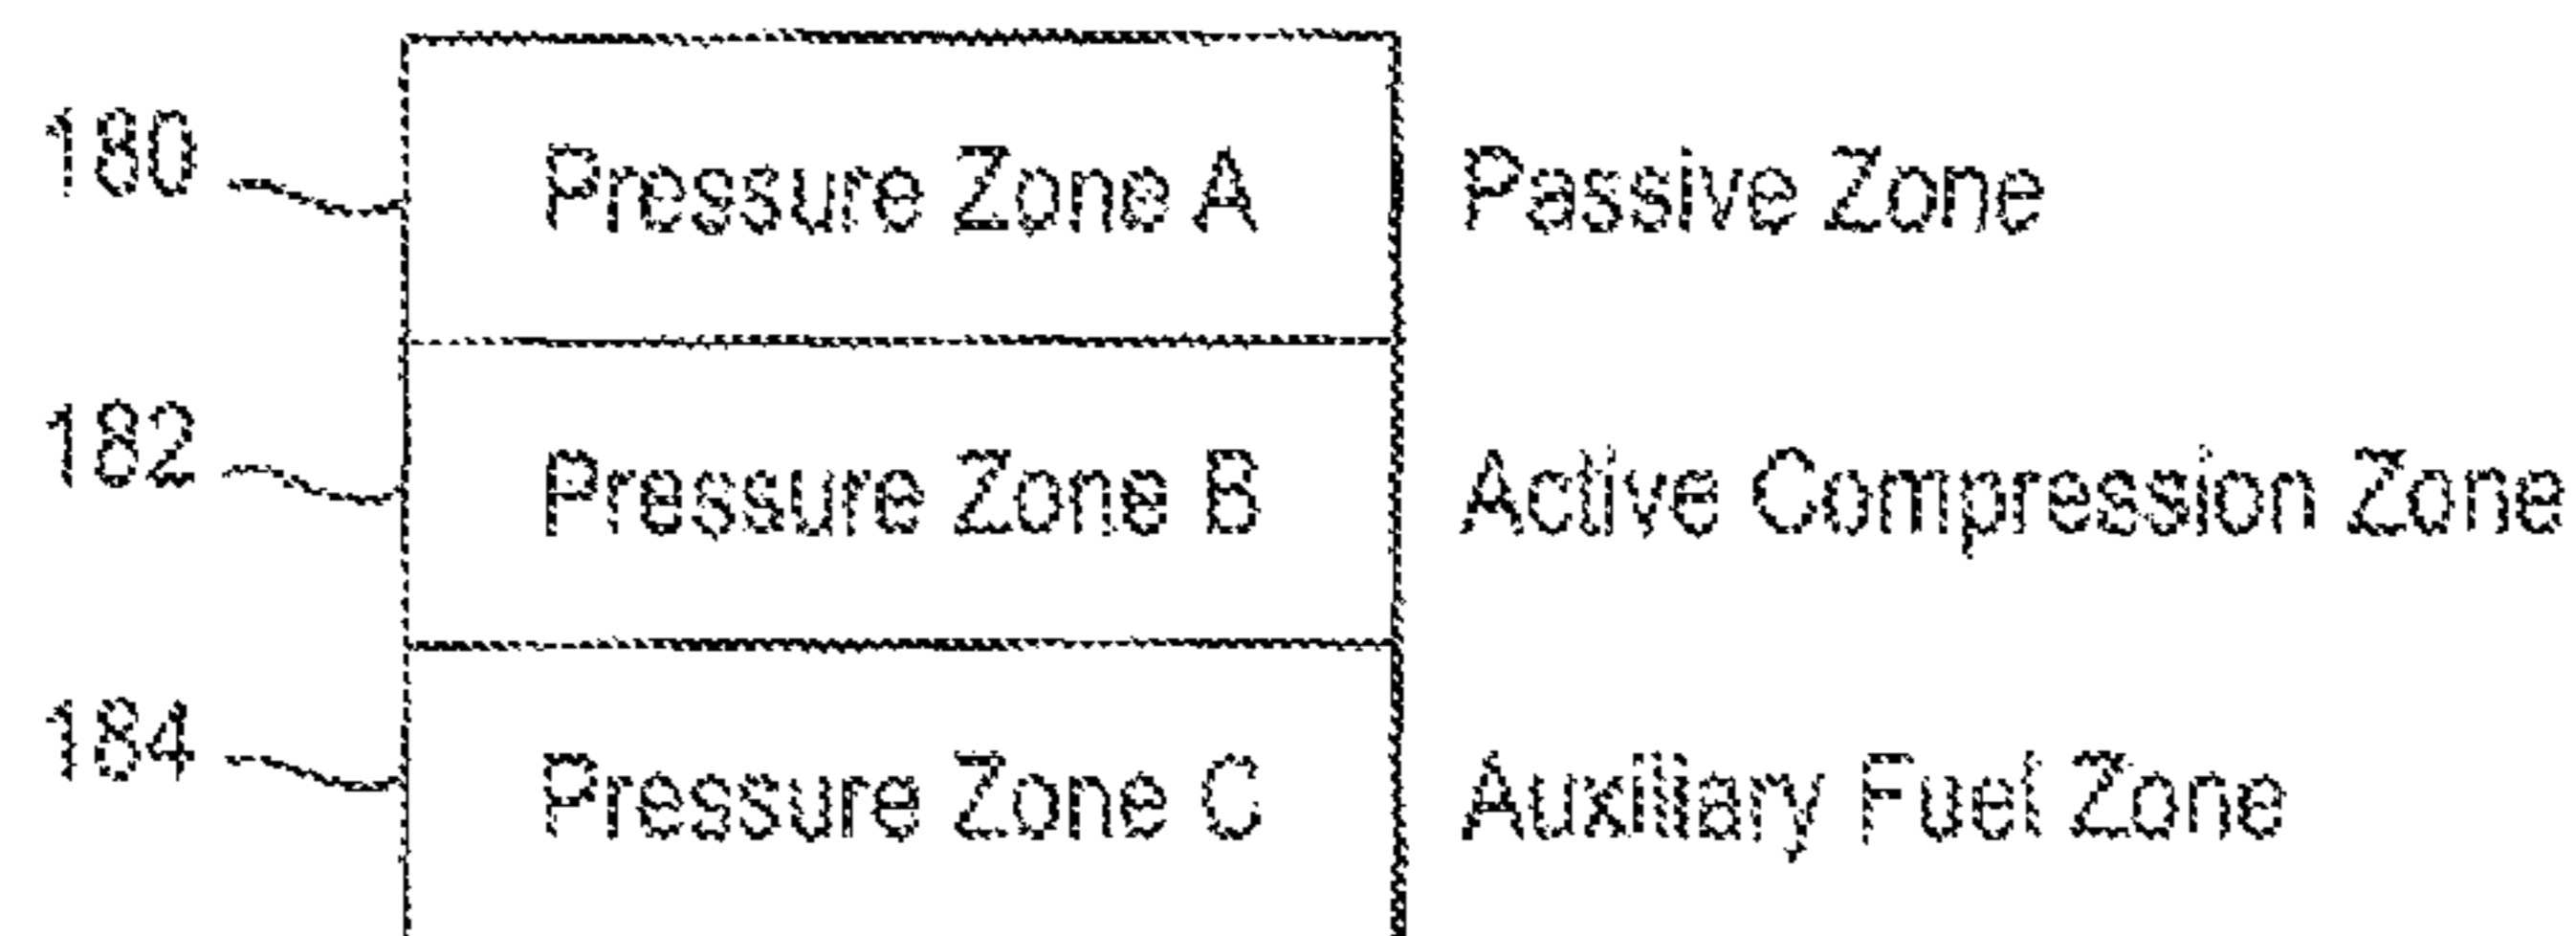 180 Pressure Zone A Passive Zone
182 Pressure Zone B Active Compression Zone
184 Pressure Zone C Auxiliary Fuel Zone